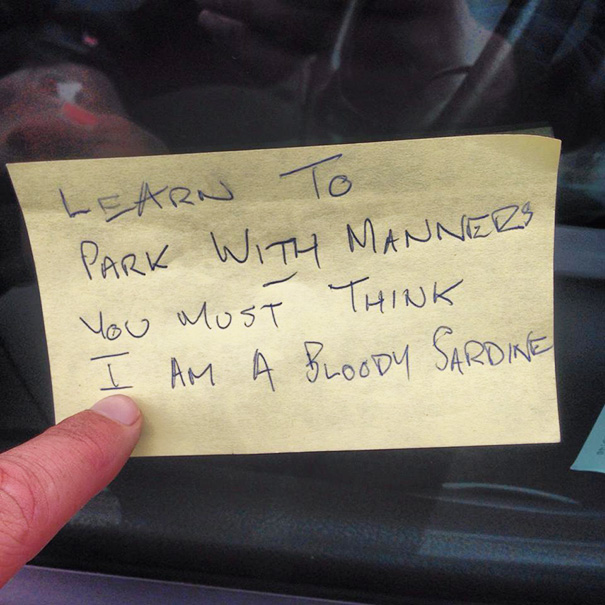 LEARN TO
PARK WITH MANNERS
YOU MUST THINK
I AM A BLOODY SARDINE